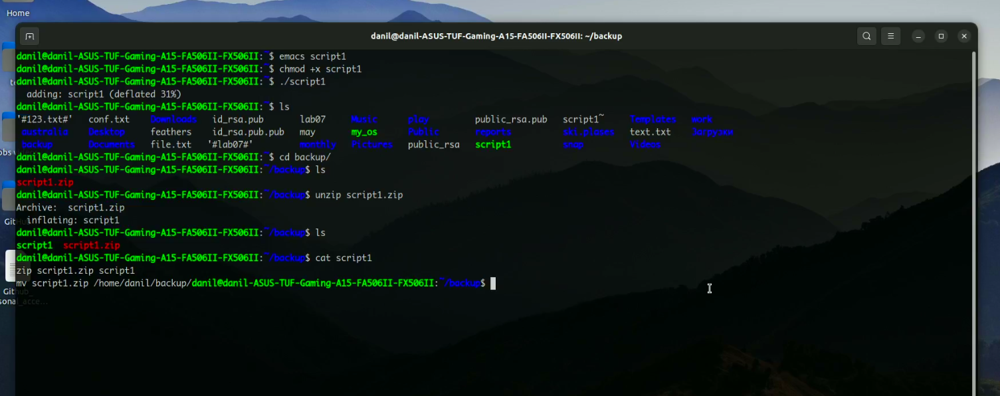 Home
danil@danil-ASUS-TUF-Gaming-A15-FA506II-FX506II: ~/backup
danil@danil-ASUS-TUF-Gaming-A15-FA506II-FX506II:~$ emacs script1
danil@danil-ASUS-TUF-Gaming-A15-FA506II-FX506II:~$ chmod +x script1
danil@danil-ASUS-TUF-Gaming-A15-FA506II-FX506II:~$ ./script1
adding: script1 (deflated 31%)
danil@danil-ASUS-TUF-Gaming-A15-FA506II-FX506II:~$ ls
'#123.txt#' conf.txt Downloads id_rsa.pub lab07 Music play public_rsa.pub script1~ Templates work
australia Desktop feathers id_rsa.pub.pub may my_os Public reports ski.plases text.txt Загрузки
backup Documents file.txt '#lab07#' monthly Pictures public_rsa script1 snap Videos
danil@danil-ASUS-TUF-Gaming-A15-FA506II-FX506II:~$ cd backup/
danil@danil-ASUS-TUF-Gaming-A15-FA506II-FX506II:~/backup$ ls
script1.zip
danil@danil-ASUS-TUF-Gaming-A15-FA506II-FX506II:~/backup$ unzip script1.zip
Archive: script1.zip
inflating: script1
danil@danil-ASUS-TUF-Gaming-A15-FA506II-FX506II:~/backup$ ls
script1 script1.zip
danil@danil-ASUS-TUF-Gaming-A15-FA506II-FX506II:~/backup$ cat script1
zip script1.zip script1
mv script1.zip /home/danil/backup/danil@danil-ASUS-TUF-Gaming-A15-FA506II-FX506II:~/backup$